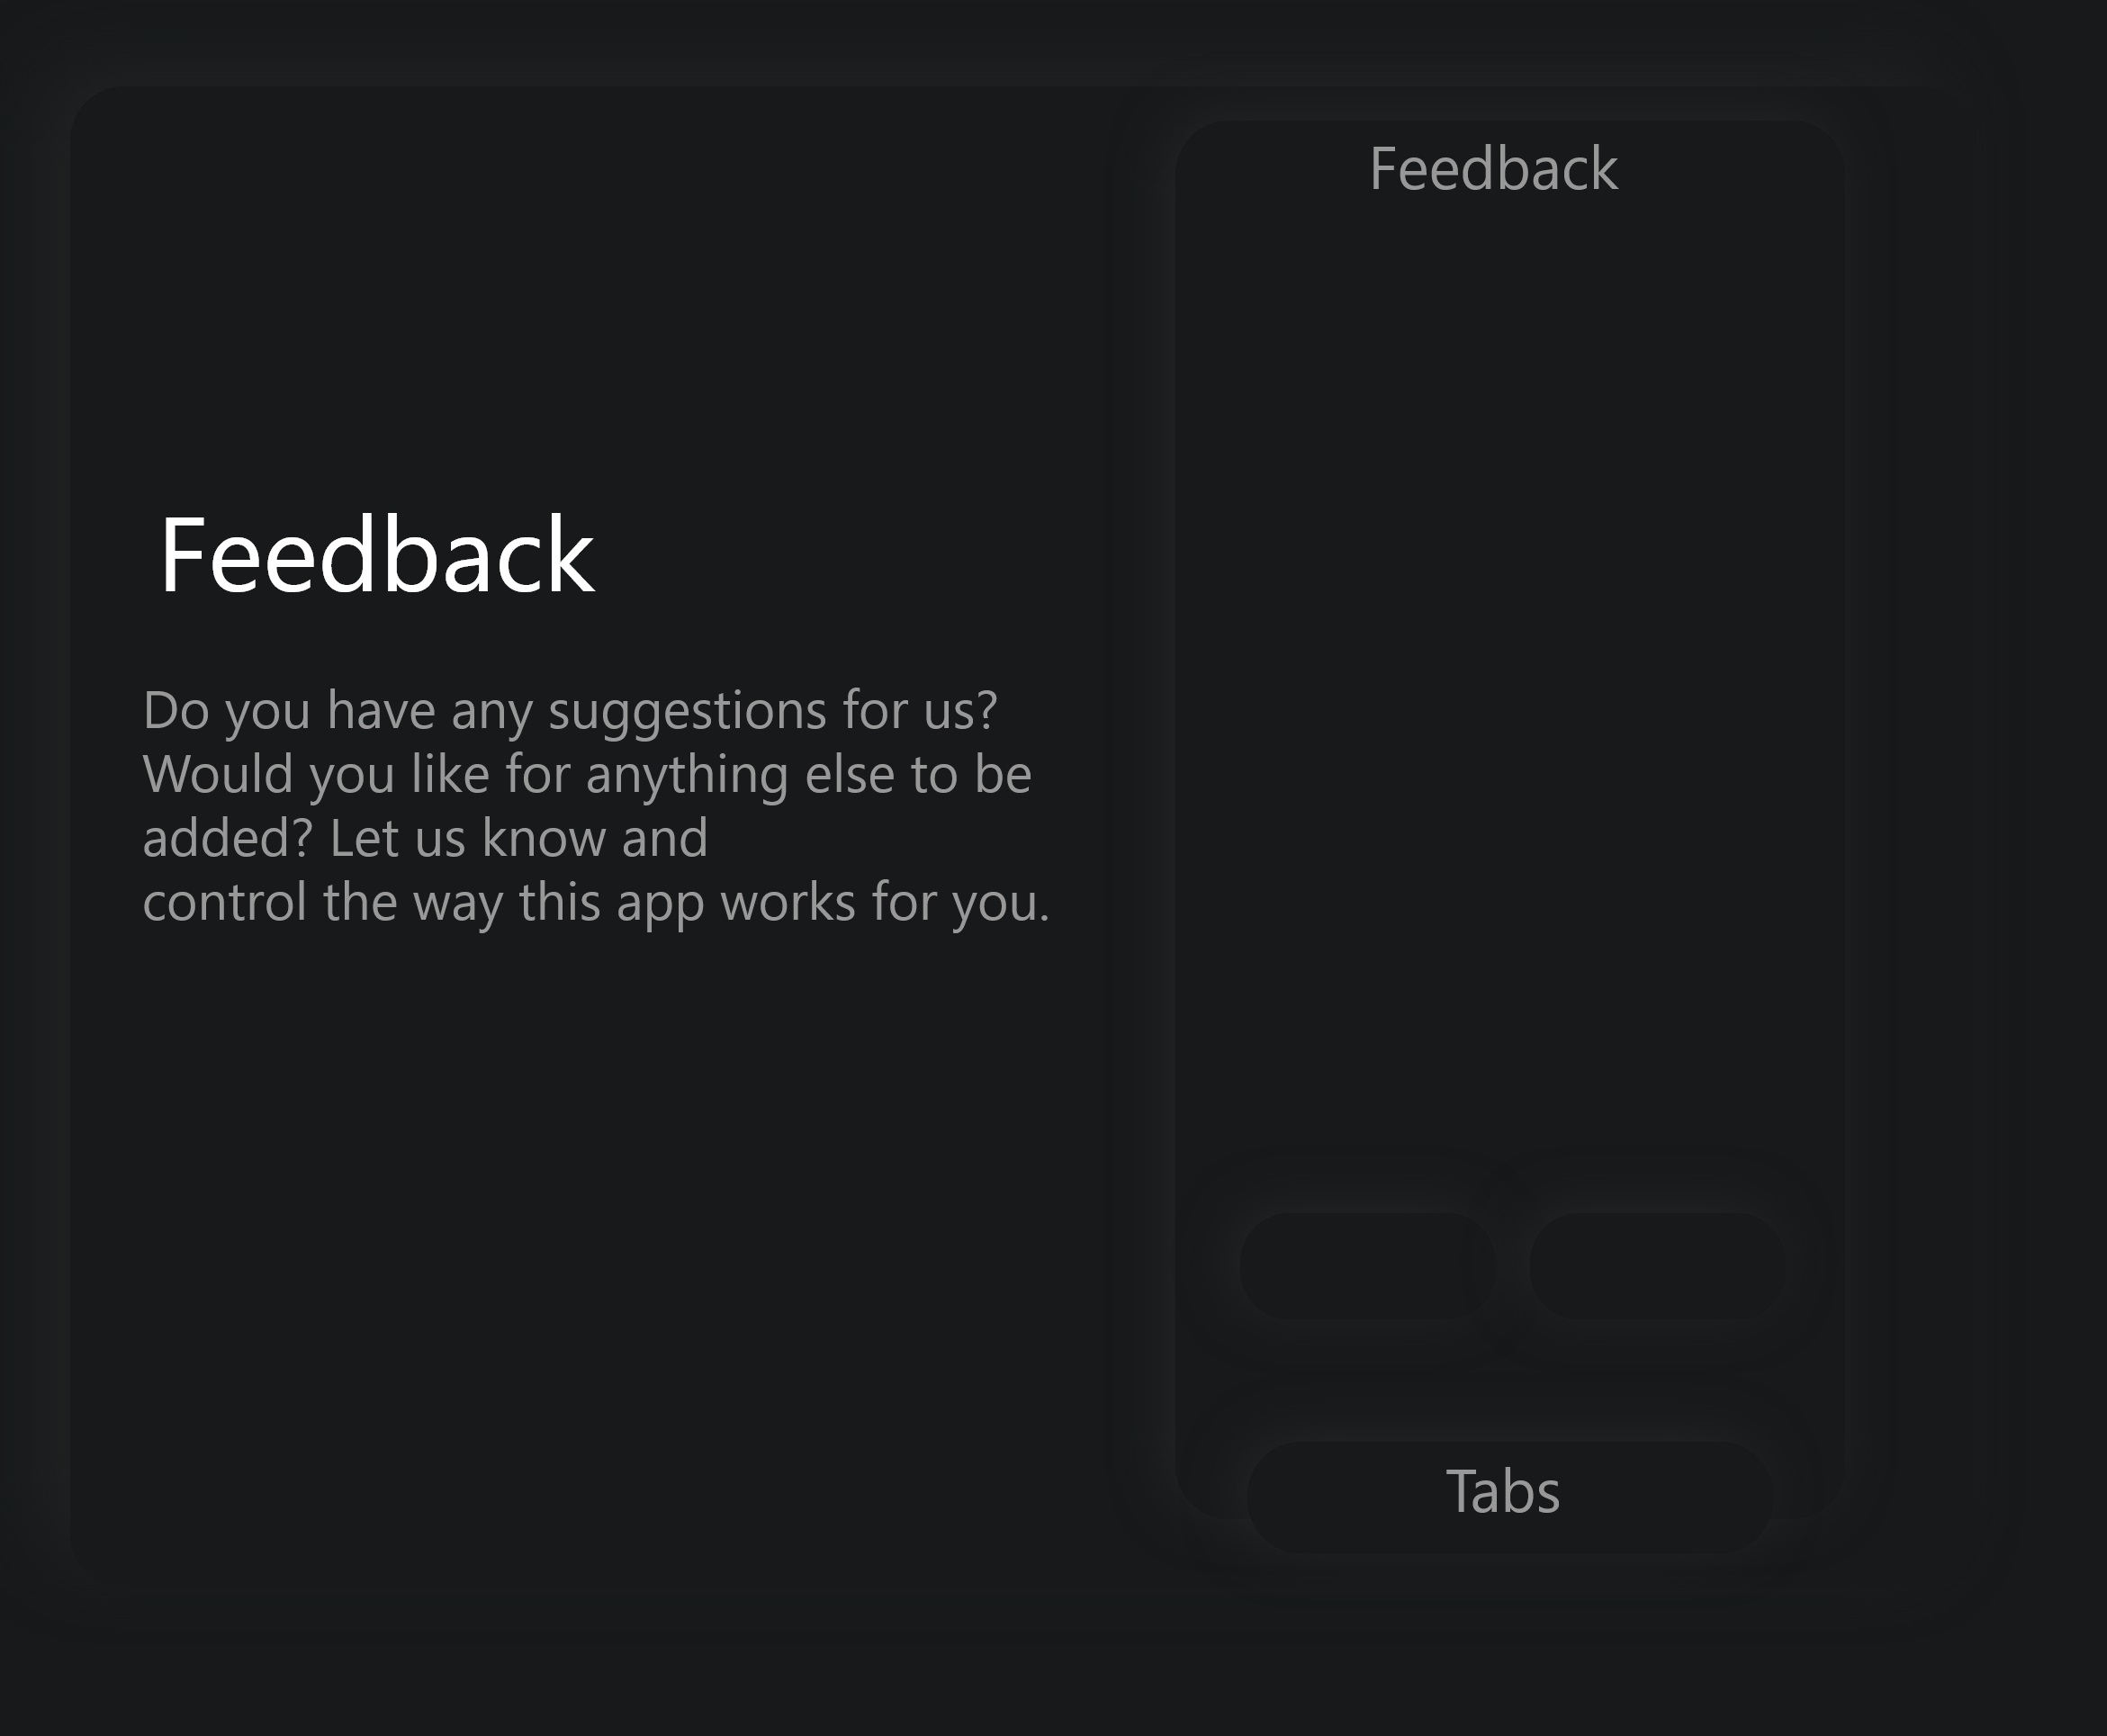 Feedback
Do you have any suggestions for us?
Would you like for anything else to be
added? Let us know and
control the way this app works for you.
Feedback
Tabs